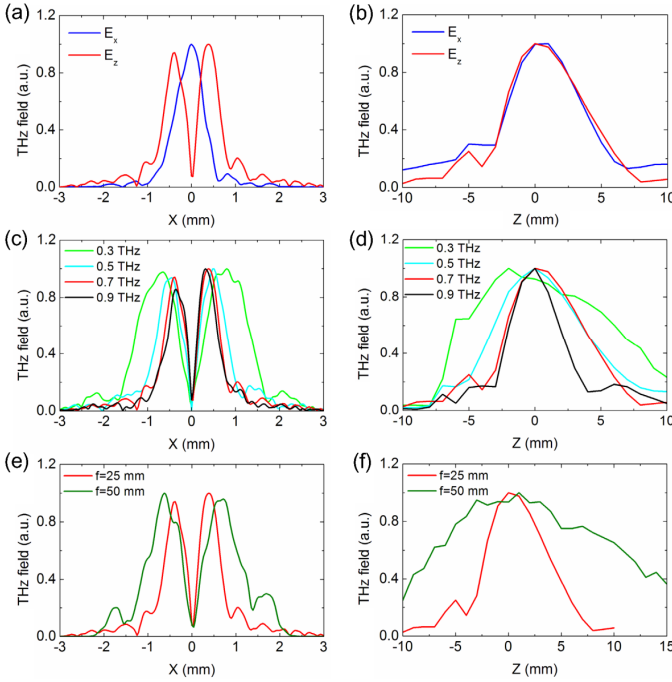 (a)
E_x
E_z
THz field (a.u.)
1.2
0.8
0.4
0.0
-3 -2 -1 0 1 2 3
X (mm)
(b)
E_x
E_z
THz field (a.u.)
1.2
0.8
0.4
0.0
-10 -5 0 5 10
Z (mm)
(c)
0.3 THz
0.5 THz
0.7 THz
0.9 THz
THz field (a.u.)
1.2
0.8
0.4
0.0
-3 -2 -1 0 1 2 3
X (mm)
(d)
0.3 THz
0.5 THz
0.7 THz
0.9 THz
THz field (a.u.)
1.2
0.8
0.4
0.0
-10 -5 0 5 10
Z (mm)
(e)
f=25 mm
f=50 mm
THz field (a.u.)
1.2
0.8
0.4
0.0
-3 -2 -1 0 1 2 3
X (mm)
(f)
f=25 mm
f=50 mm
THz field (a.u.)
1.2
0.8
0.4
0.0
-10 -5 0 5 10 15
Z (mm)